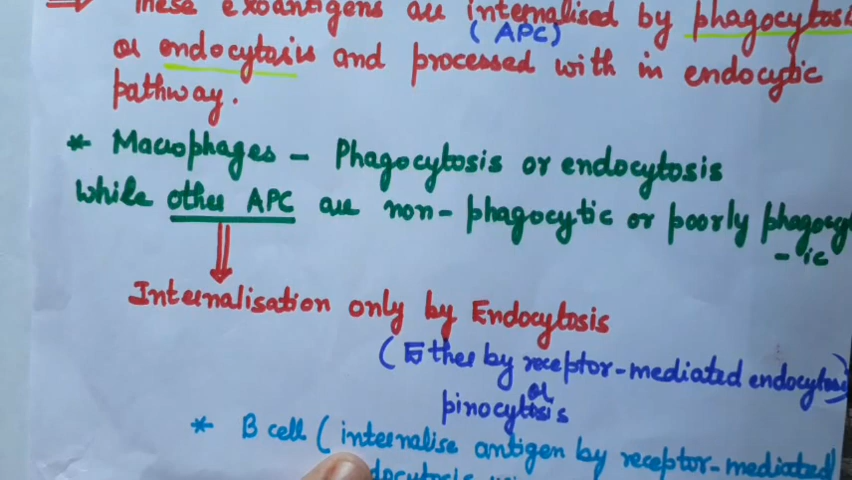 These exoantigens are internalised by phagocytosis
(APC)
or endocytosis and processed with in endocytic
pathway.
* Macrophages - Phagocytosis or endocytosis
While other APC are non-phagocytic or poorly phagocyt
-ic
Internalisation only by Endocytosis
(Either by receptor-mediated endocytosis)
or
pinocytosis
* B cell (internalise antigen by receptor-mediated
docytosis